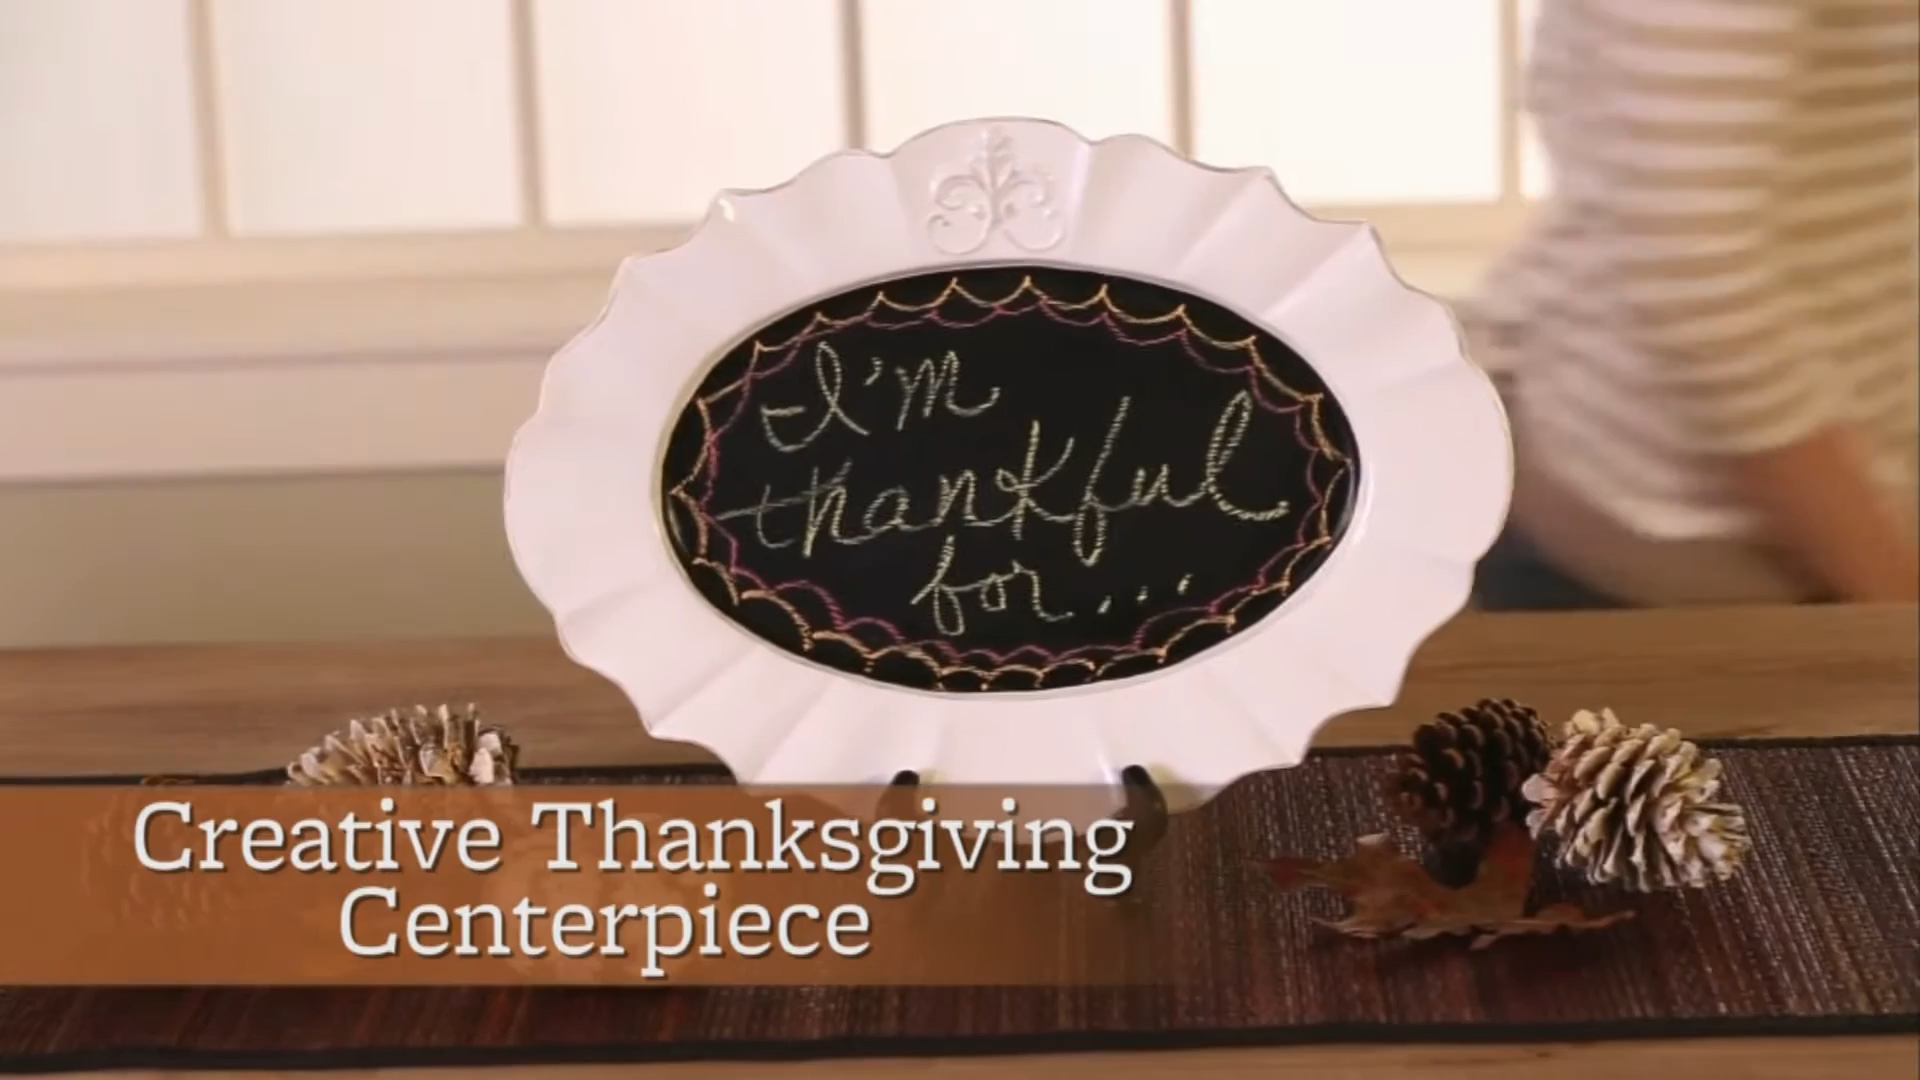 I'm
thankful
for...
Creative Thanksgiving
Centerpiece